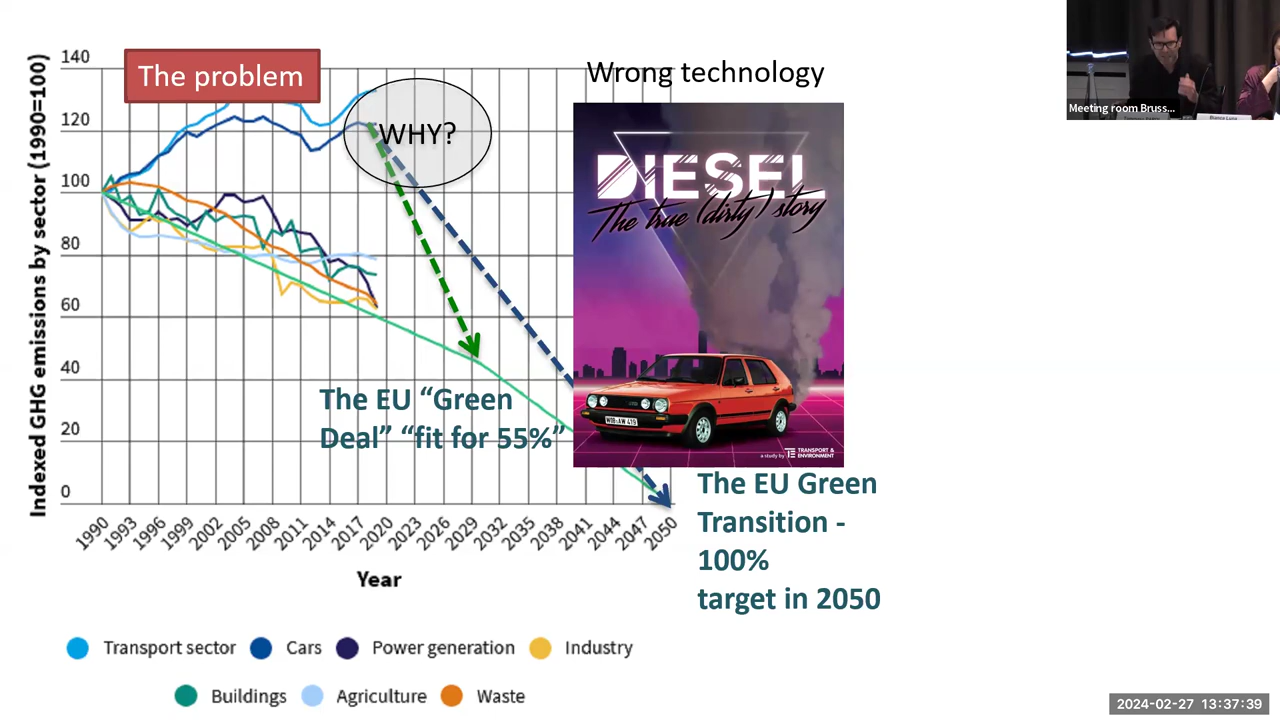 The problem
Wrong technology
WHY?
Indexed GHG emissions by sector (1990=100)
140
120
100
80
60
40
20
0
1990 1993 1996 1999 2002 2005 2008 2011 2014 2017 2020 2023 2026 2029 2032 2035 2038 2041 2044 2047 2050
Year
DIESEL
The true (dirty) story
WOB:AW 479
a study by TE TRANSPORT &
ENVIRONMENT
The EU “Green
Deal” “fit for 55%”
The EU Green
Transition -
100%
target in 2050
Transport sector Cars Power generation Industry
Buildings Agriculture Waste
Meeting room Bruss...
2024-02-27 13:37:39